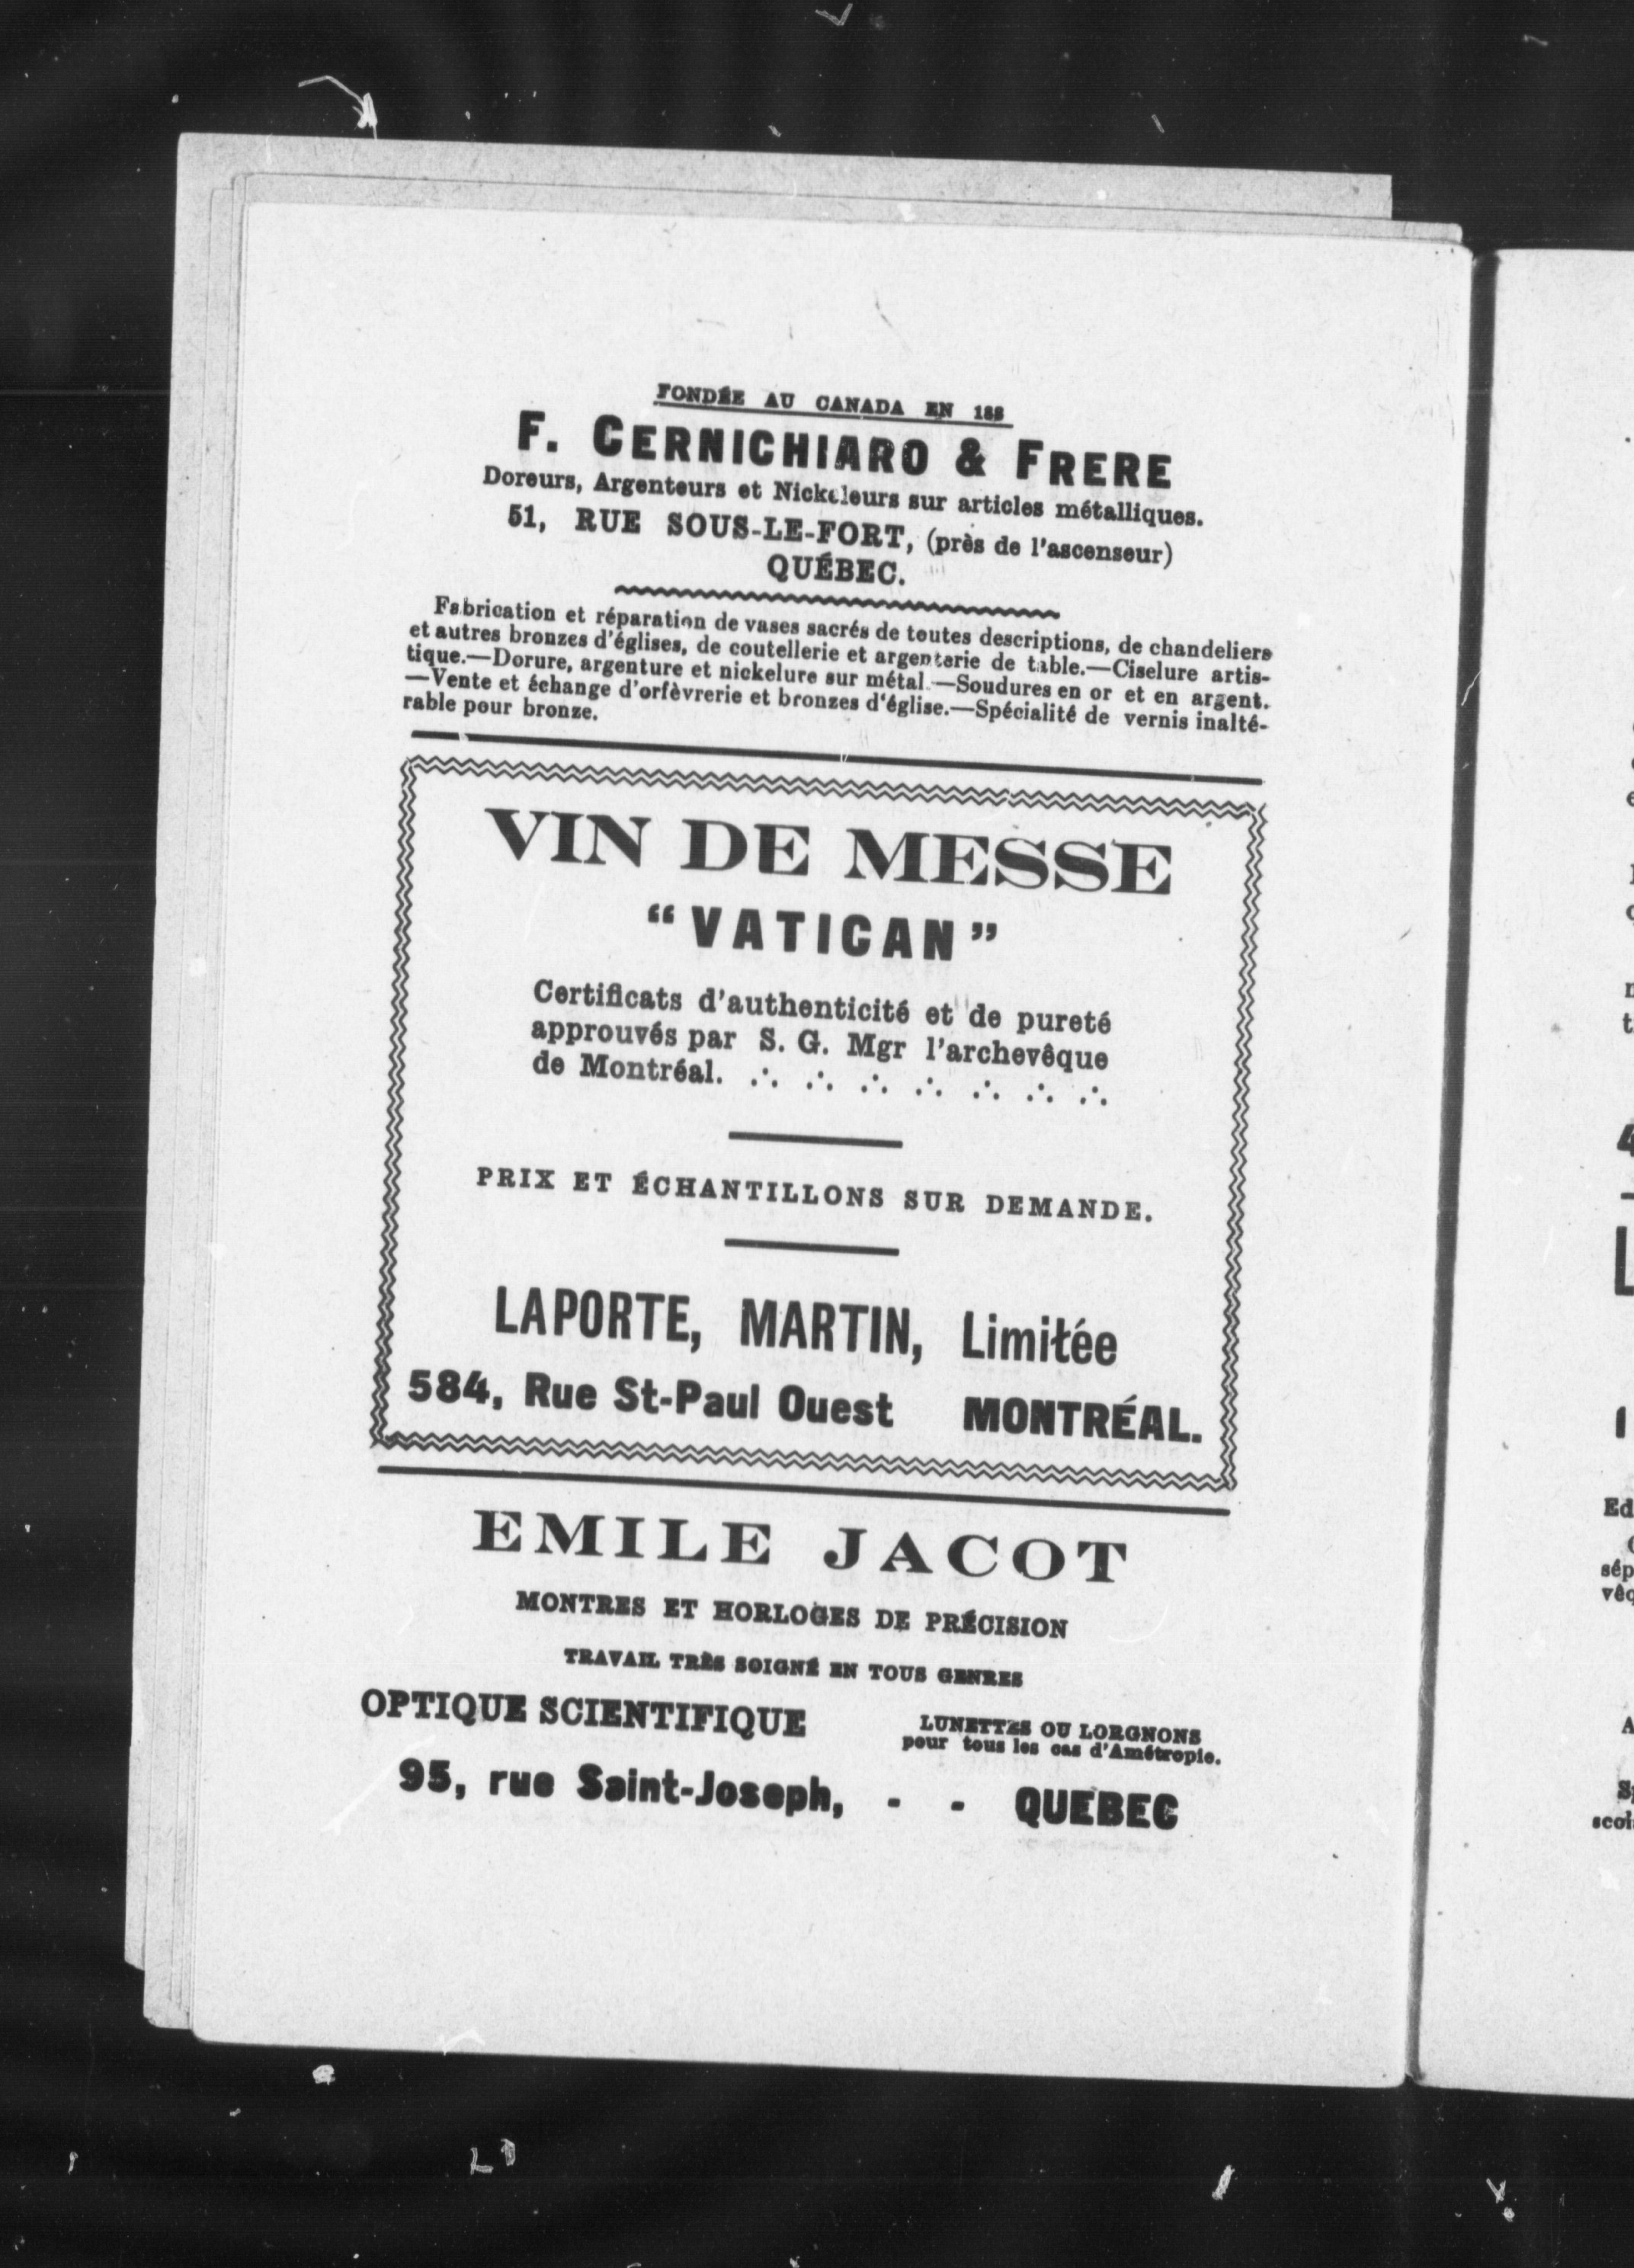 FONDÉE AU CANADA EN 188
F. CERNICHIARO & FRERE
Doreurs, Argenteurs et Nickeleurs sur articles métalliques.
51, RUE SOUS-LE-FORT, (près de l'ascenseur)
QUÉBEC.
Fabrication et réparation de vases sacrés de toutes descriptions, de chandeliers
et autres bronzes d'églises, de coutellerie et argenterie de table.—Ciselure artis-
tique.—Dorure, argenture et nickelure sur métal.—Soudures en or et en argent.
—Vente et échange d'orfèvrerie et bronzes d'église.—Spécialité de vernis inalté-
rable pour bronze.
VIN DE MESSE
“VATICAN”
Certificats d'authenticité et de pureté
approuvés par S. G. Mgr l'archevêque
de Montréal. ∴ ∴ ∴ ∴ ∴ ∴ ∴
PRIX ET ÉCHANTILLONS SUR DEMANDE.
LAPORTE, MARTIN, Limitée
584, Rue St-Paul Ouest MONTRÉAL.
EMILE JACOT
MONTRES ET HORLOGES DE PRÉCISION
TRAVAIL TRÈS SOIGNÉ EN TOUS GENRES
OPTIQUE SCIENTIFIQUE
LUNETTES OU LORGNONS
pour tous les cas d'Amétropie.
95, rue Saint-Joseph, - - QUEBEC